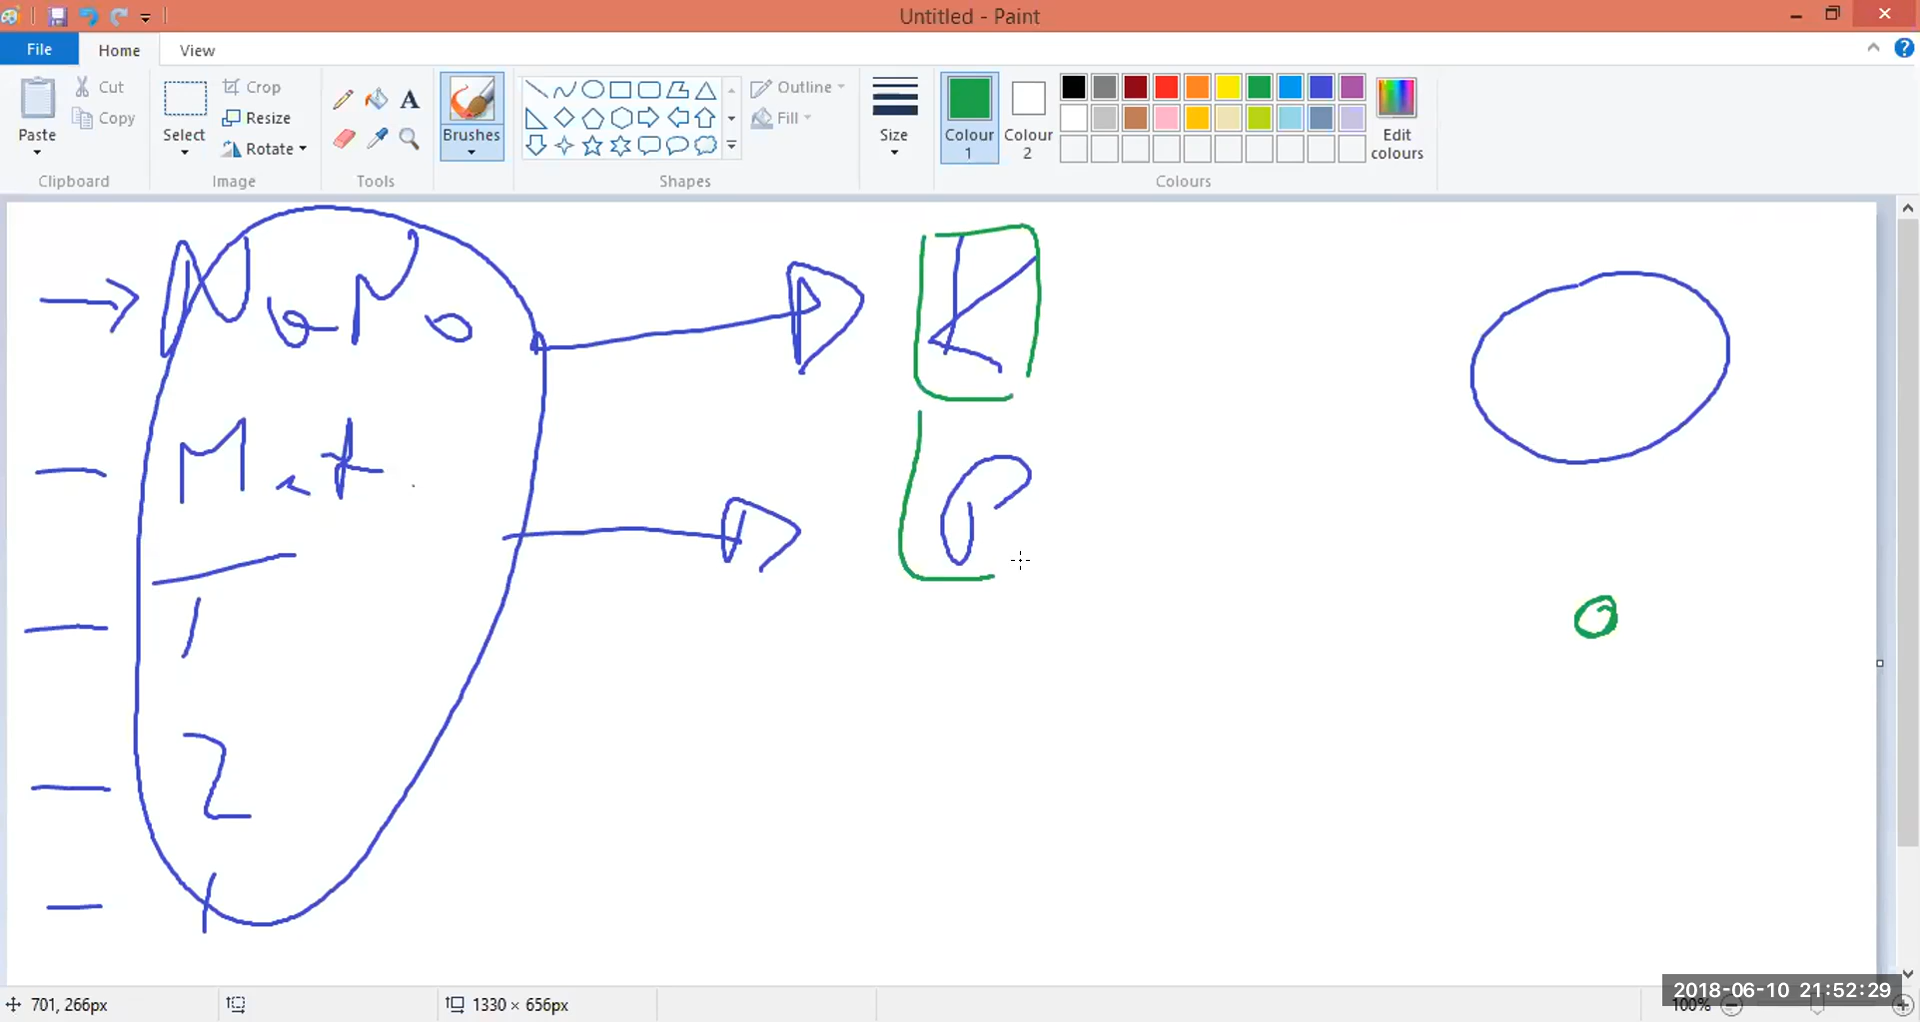 Untitled - Paint
File Home View
Paste
Cut
Copy
Clipboard
Select
Crop
Resize
Rotate
Image
A
Tools
Brushes
Shapes
Outline
Fill
Size
Colour 1
Colour 2
Edit colours
Colours
NaNo
K
Mat
1
2
1
701, 266px
1330 × 656px
100%
2018-06-10 21:52:29